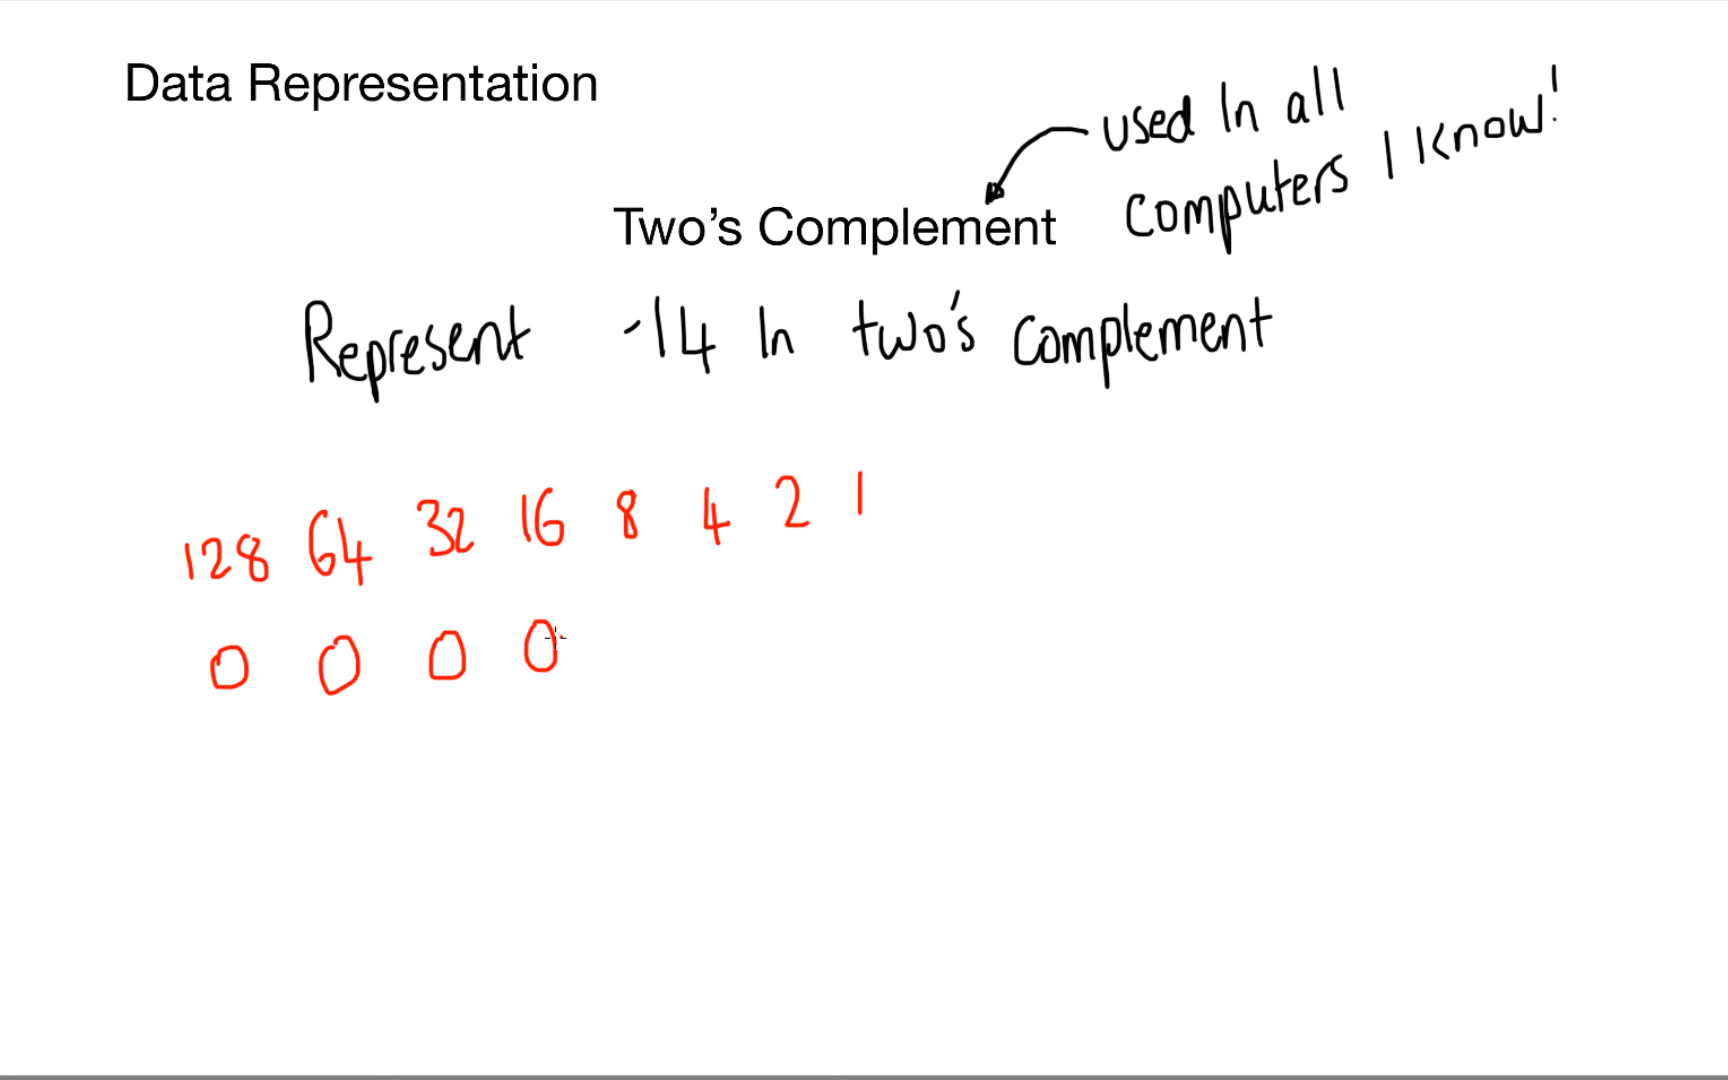 Data Representation
used in all
computers I know!
Two's Complement
Represent -14 in two's complement
128 64 32 16 8 4 2 1
0 0 0 0